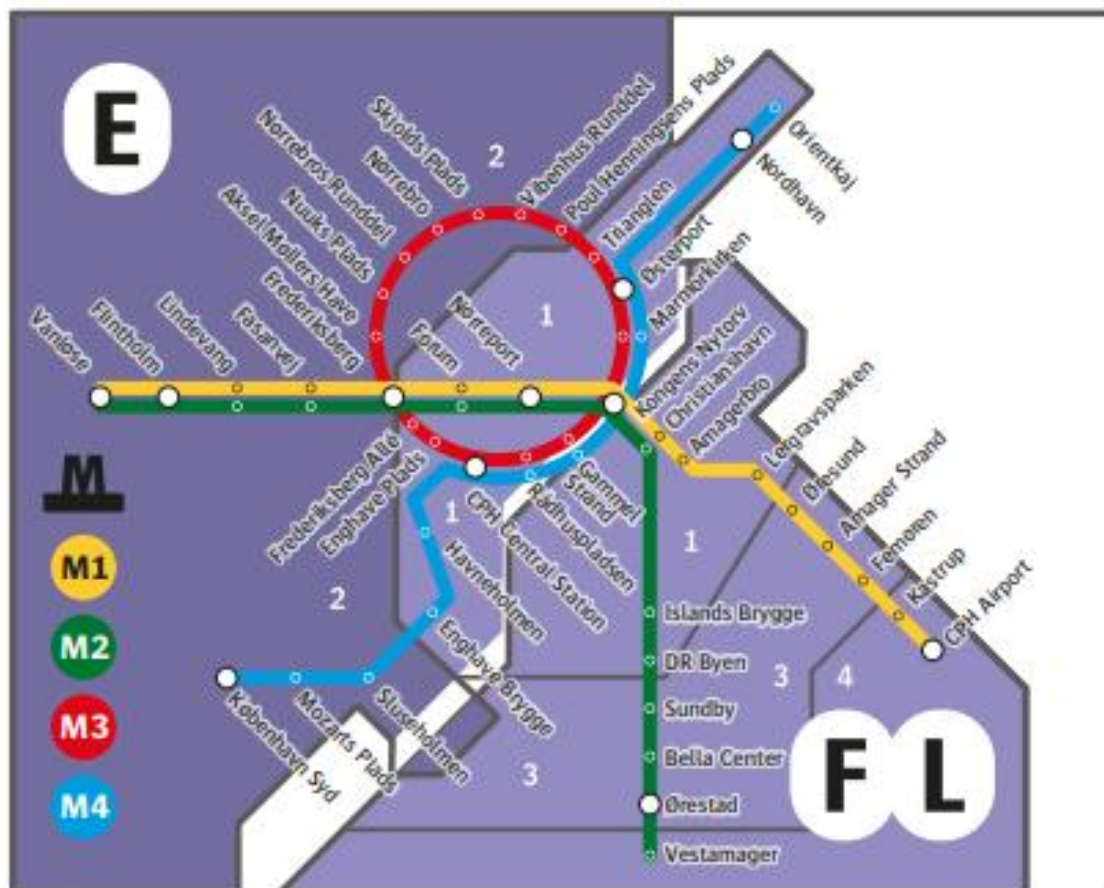 E
2
Skjolds Plads
Nørrebro
Nørrebros Runddel
Nuuks Plads
Aksel Møllers Have
Frederiksberg
Vibenhus Runddel
Poul Henningsens Plads
Trianglen
Østerport
Marmorkirken
Orientkaj
Nordhavn
1
Vanløse
Flintholm
Lindevang
Fasanvej
Forum
Nørreport
Kongens Nytorv
Christianshavn
Amagerbro
Lergravsparken
Øresund
Amager Strand
Femøren
Kastrup
CPH Airport
Frederiksberg Allé
Enghave Plads
CPH Central Station
Rådhuspladsen
Gammel
Strand
1
1
2
Havneholmen
Enghave Brygge
Sluseholmen
Mozarts Plads
København Syd
Islands Brygge
DR Byen
Sundby
Bella Center
Ørestad
Vestamager
3
3
4
F
L
M
M1
M2
M3
M4